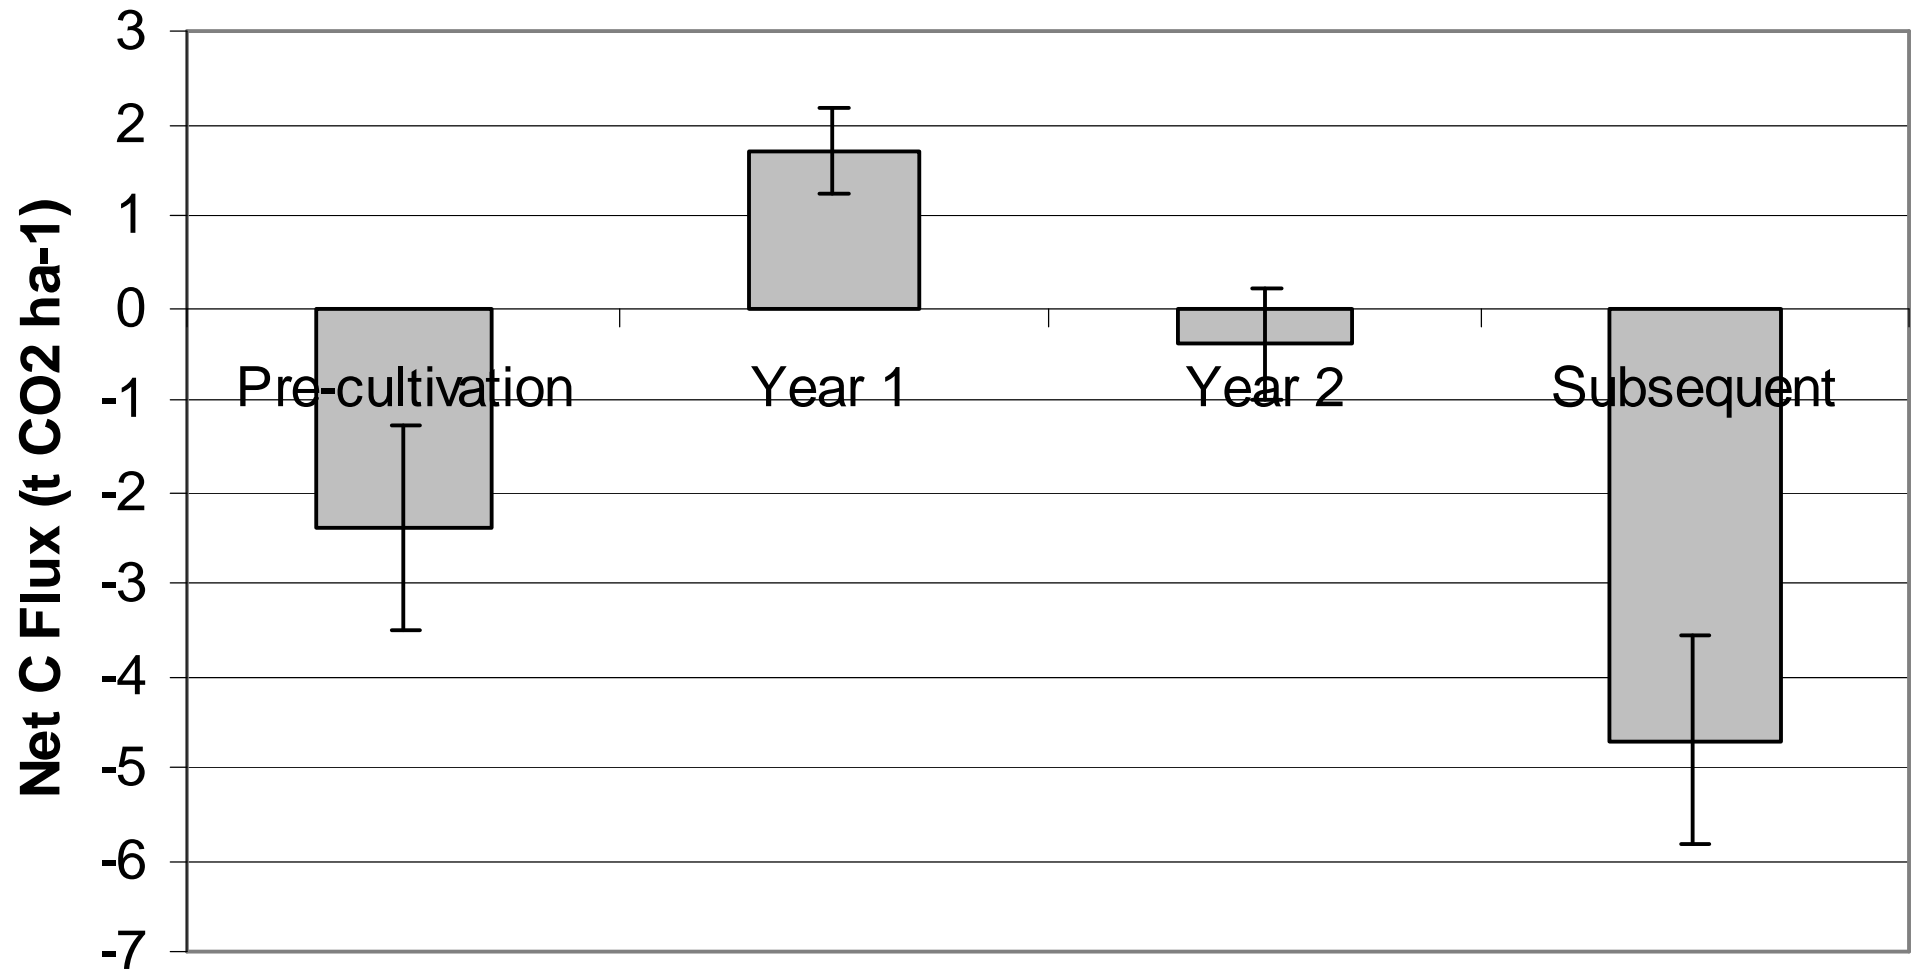 Net C Flux (t CO2 ha-1)
3
2
1
0
-1
-2
-3
-4
-5
-6
-7
Pre-cultivation
Year 1
Year 2
Subsequent